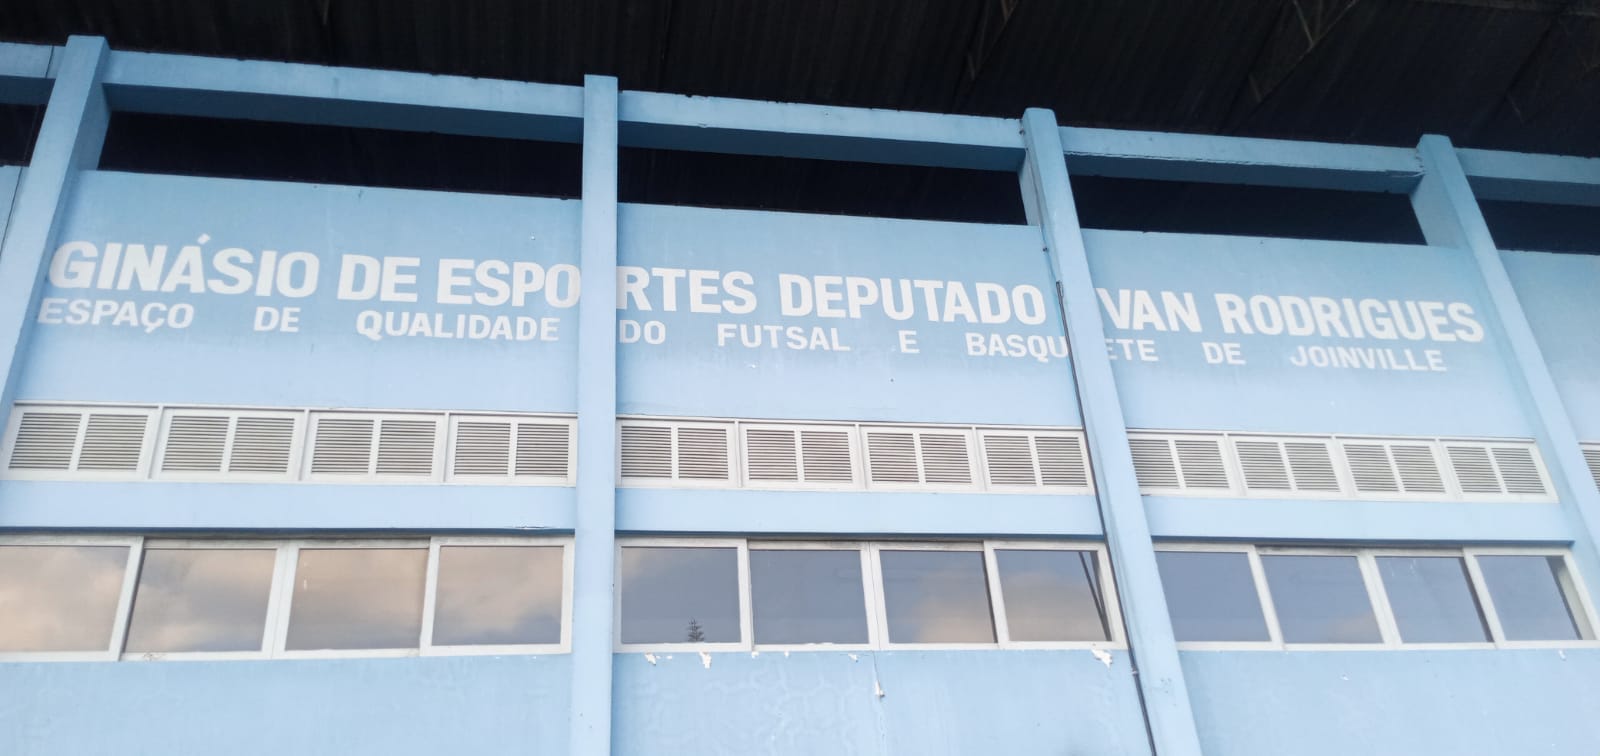 GINÁSIO DE ESPORTES DEPUTADO IVAN RODRIGUES
ESPAÇO DE QUALIDADE DO FUTSAL E BASQUETE DE JOINVILLE